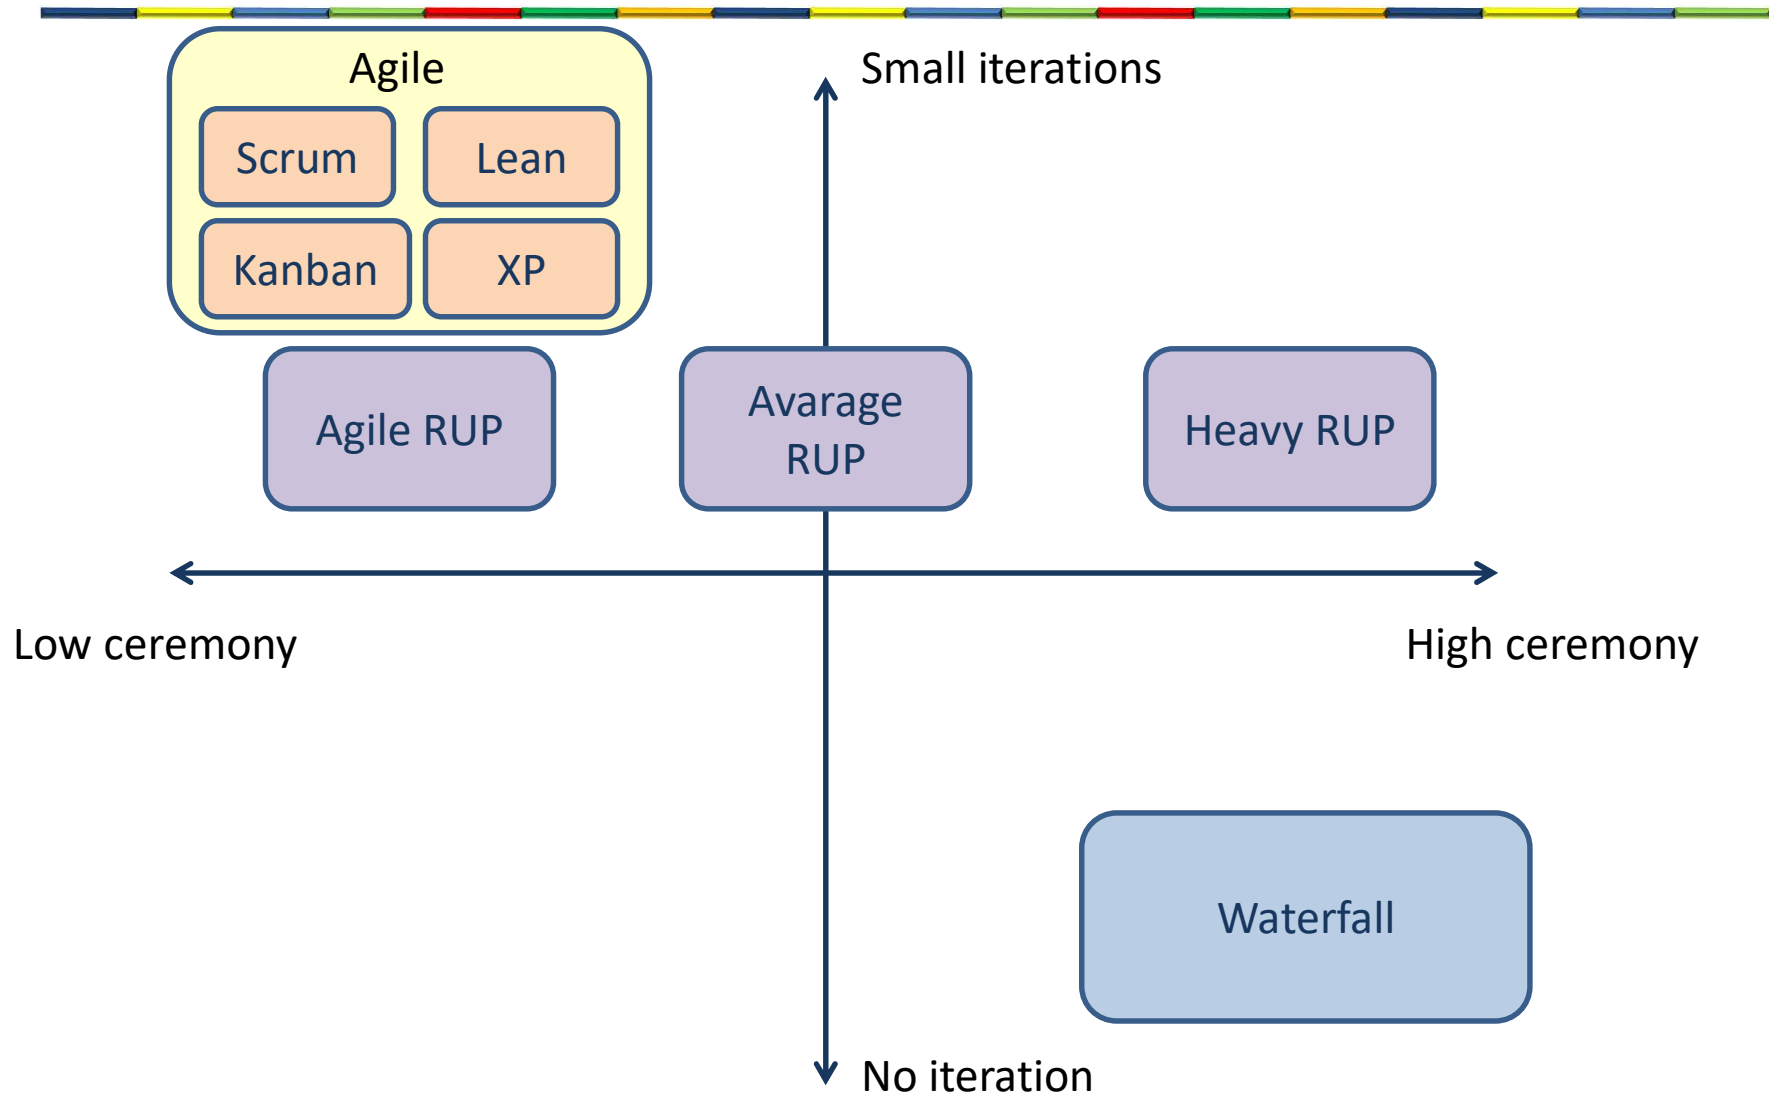 Agile
Small iterations
Scrum
Lean
Kanban
XP
Agile RUP
Avarage
RUP
Heavy RUP
Low ceremony
High ceremony
Waterfall
No iteration